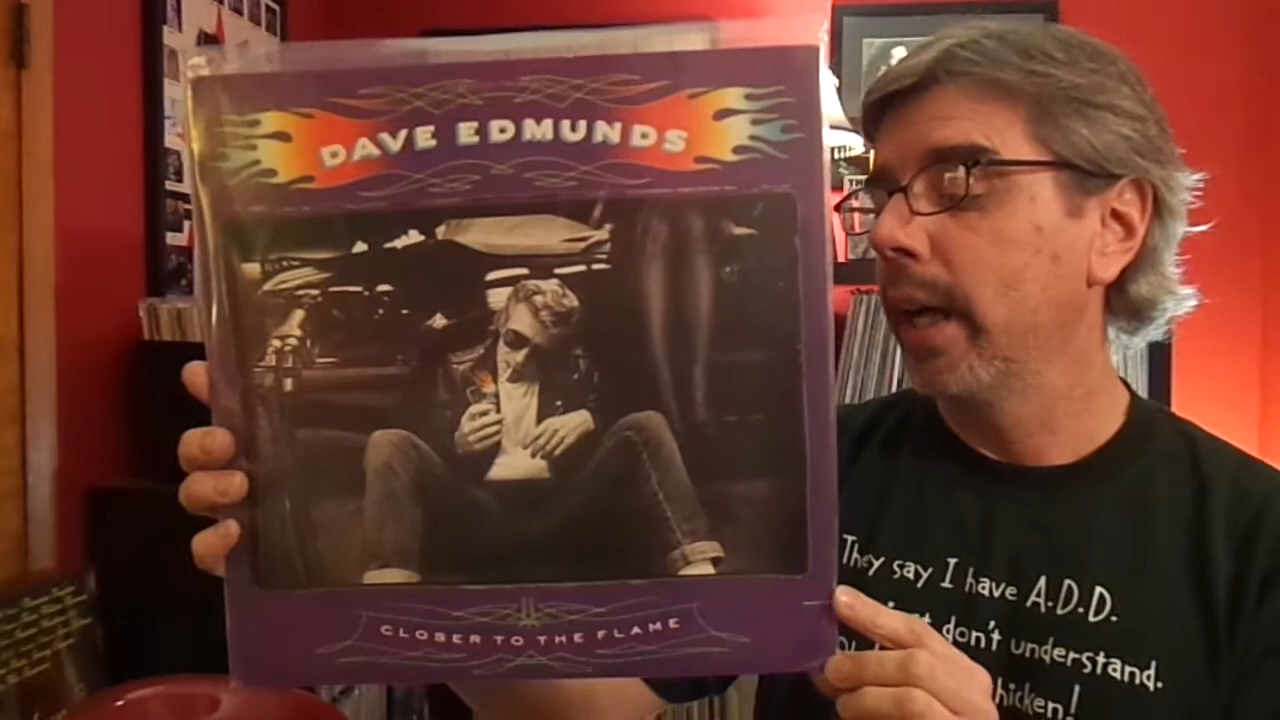 DAVE EDMUNDS
CLOSER TO THE FLAME
They say I have A.D.D.
don't understand.
hicken!